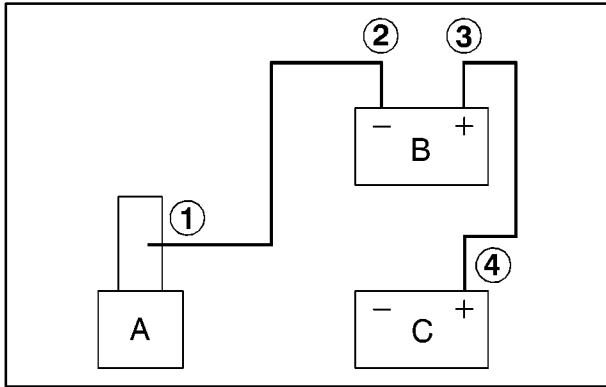 ② ③
− +
B
①
④
A
− +
C